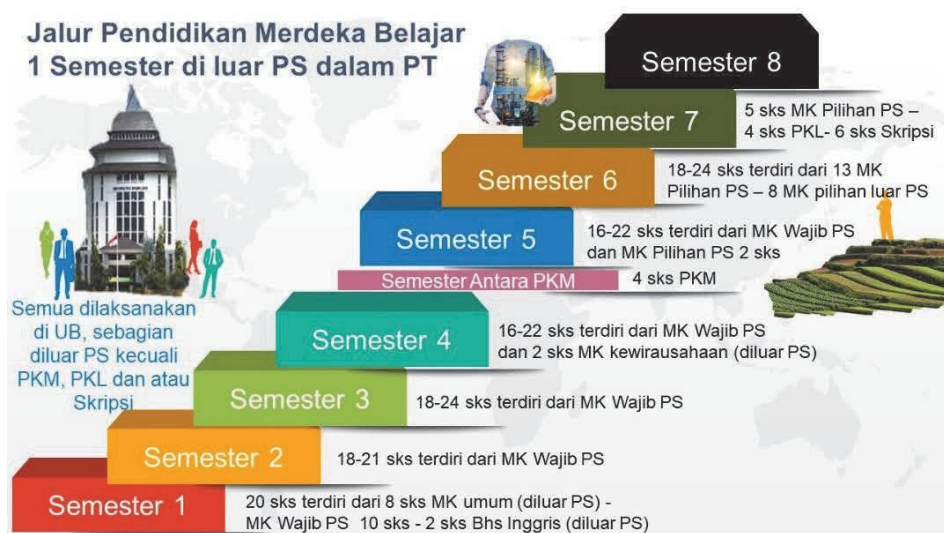 Jalur Pendidikan Merdeka Belajar
1 Semester di luar PS dalam PT
Semester 8
Semester 7
5 sks MK Pilihan PS –
4 sks PKL- 6 sks Skripsi
Semester 6
18-24 sks terdiri dari 13 MK
Pilihan PS – 8 MK pilihan luar PS
Semester 5
16-22 sks terdiri dari MK Wajib PS
dan MK Pilihan PS 2 sks
Semester Antara PKM
4 sks PKM
Semua dilaksanakan
di UB, sebagian
diluar PS kecuali
PKM, PKL dan atau
Skripsi
Semester 4
16-22 sks terdiri dari MK Wajib PS
dan 2 sks MK kewirausahaan (diluar PS)
Semester 3
18-24 sks terdiri dari MK Wajib PS
Semester 2
18-21 sks terdiri dari MK Wajib PS
Semester 1
20 sks terdiri dari 8 sks MK umum (diluar PS) -
MK Wajib PS 10 sks - 2 sks Bhs Inggris (diluar PS)